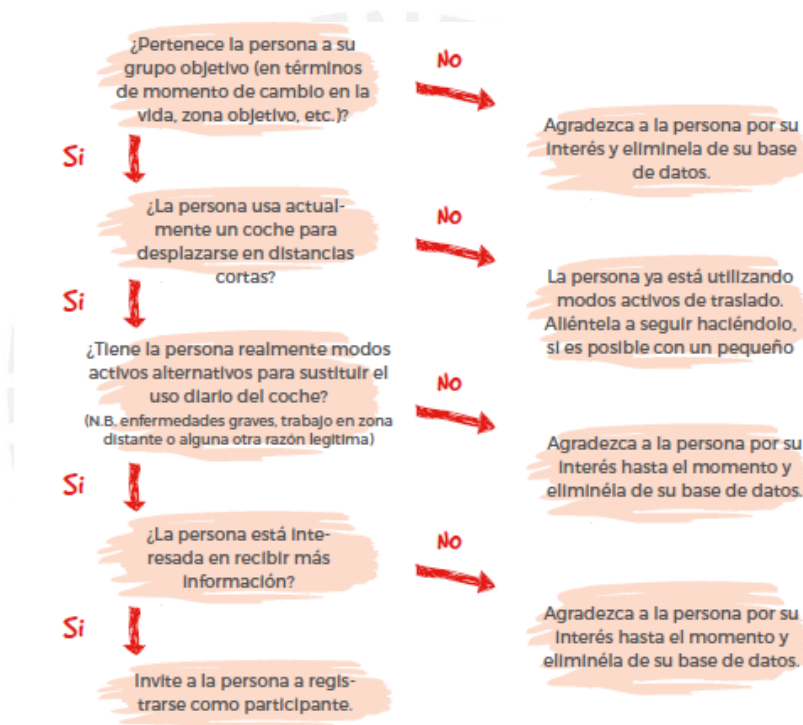 ¿Pertenece la persona a su
grupo objetivo (en términos
de momento de cambio en la
vida, zona objetivo, etc.)?
NO
Agradezca a la persona por su
interés y eliminela de su base
de datos.
Si
¿La persona usa actual-
mente un coche para
desplazarse en distancias
cortas?
NO
La persona ya está utilizando
modos activos de traslado.
Aliéntela a seguir haciéndolo,
si es posible con un pequeño
Si
¿Tiene la persona realmente modos
activos alternativos para sustituir el
uso diario del coche?
(N.B. enfermedades graves, trabajo en zona
distante o alguna otra razón legitima)
NO
Agradezca a la persona por su
interés hasta el momento y
eliminéla de su base de datos.
Si
¿La persona está inte-
resada en recibir más
información?
NO
Agradezca a la persona por su
interés hasta el momento y
eliminéla de su base de datos.
Si
Invite a la persona a regis-
trarse como participante.